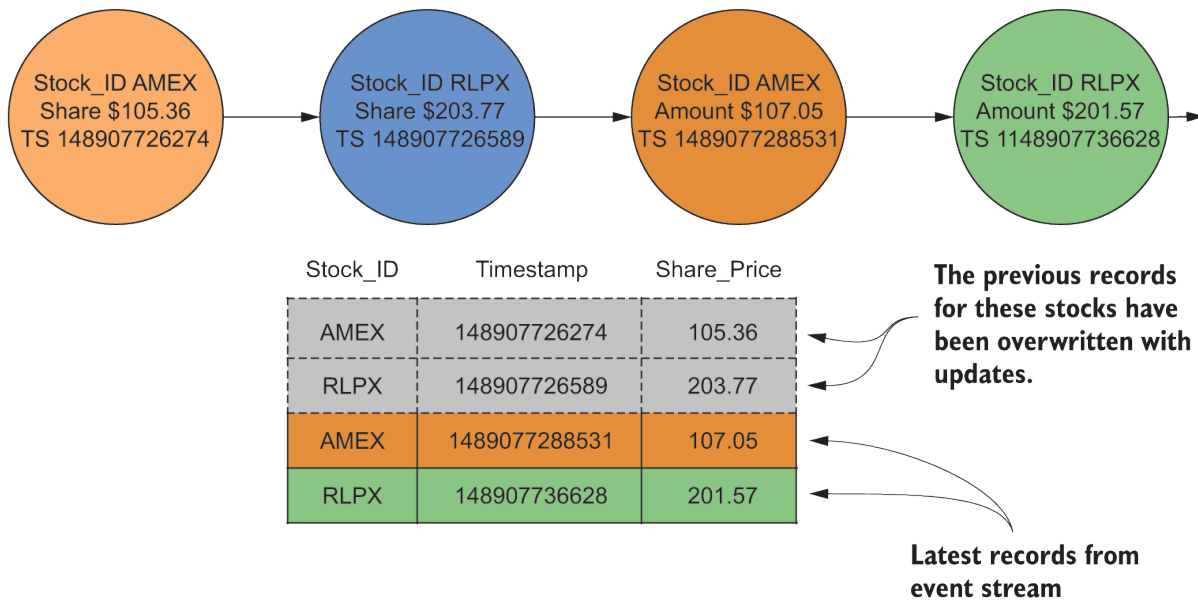 Stock_ID AMEX
Share $105.36
TS 148907726274
Stock_ID RLPX
Share $203.77
TS 148907726589
Stock_ID AMEX
Amount $107.05
TS 1489077288531
Stock_ID RLPX
Amount $201.57
TS 1148907736628
Stock_ID Timestamp Share_Price
AMEX 148907726274 105.36
RLPX 148907726589 203.77
AMEX 1489077288531 107.05
RLPX 148907736628 201.57
The previous records
for these stocks have
been overwritten with
updates.
Latest records from
event stream